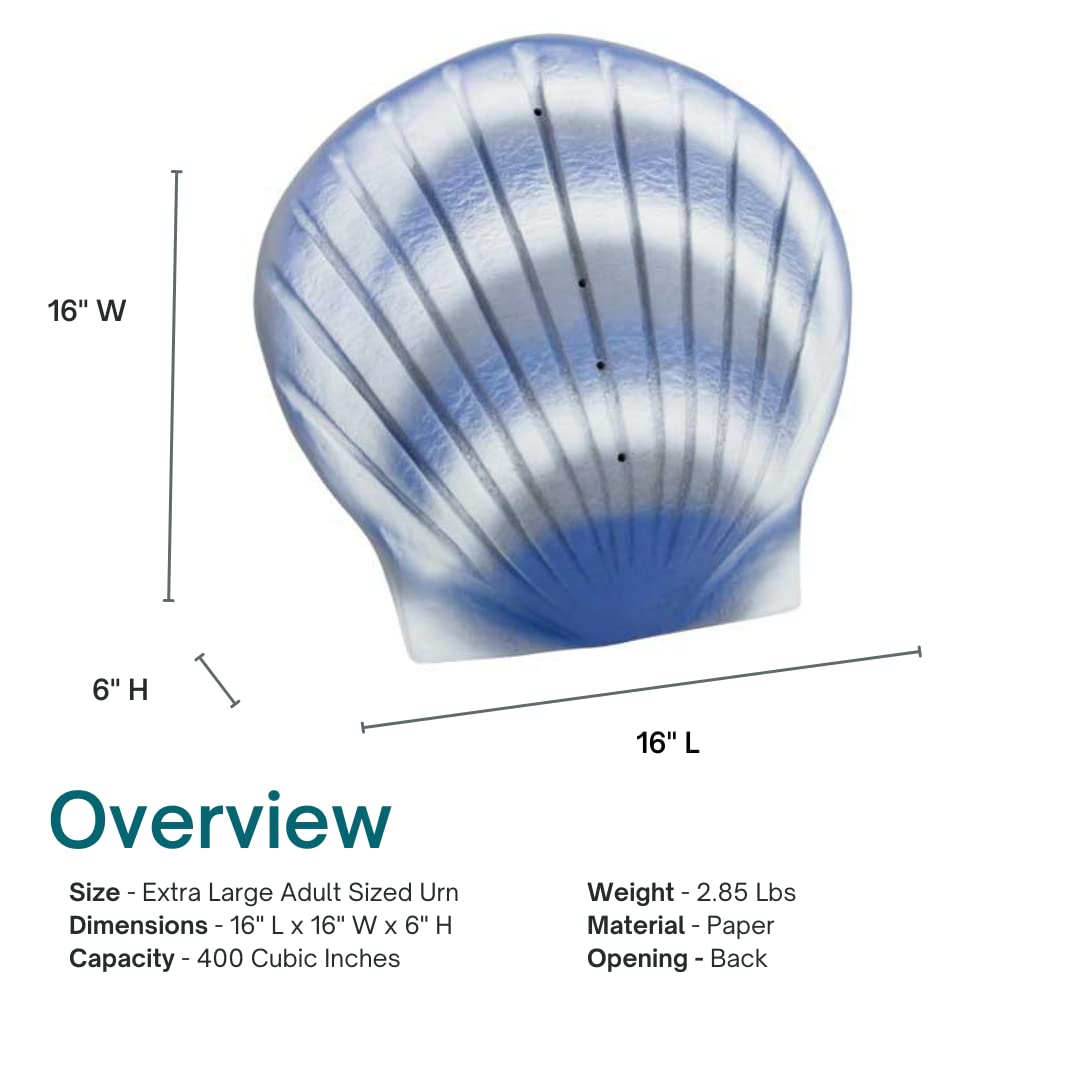 16" W
6" H
16" L
Overview
Size - Extra Large Adult Sized Urn
Dimensions - 16" L x 16" W x 6" H
Capacity - 400 Cubic Inches
Weight - 2.85 Lbs
Material - Paper
Opening - Back